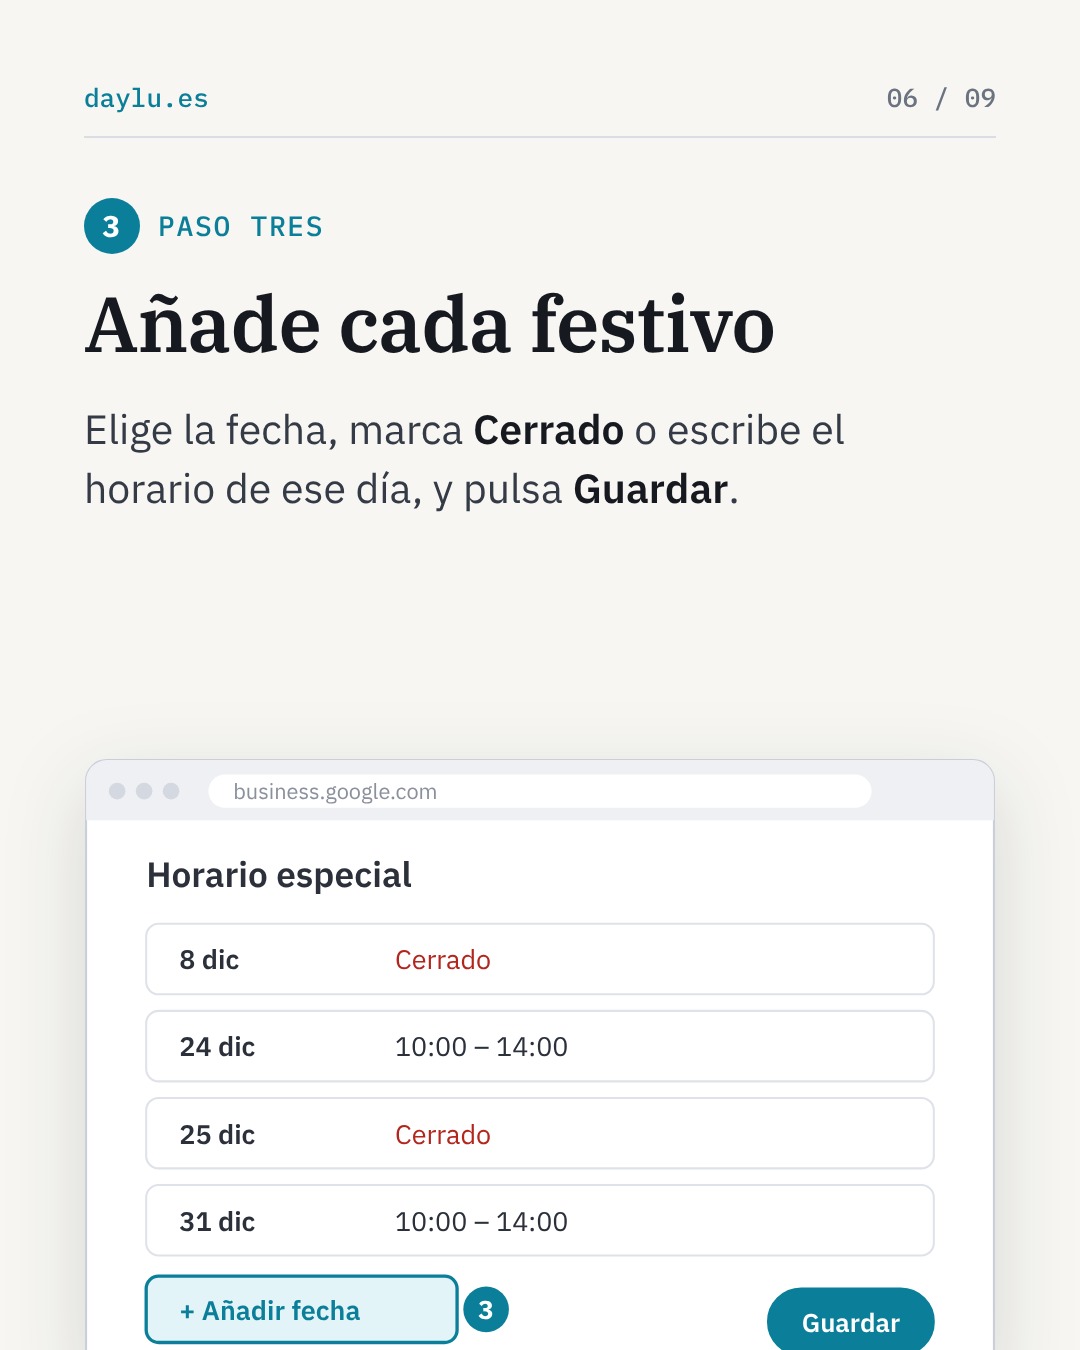 daylu.es
06 / 09
3 PASO TRES
Añade cada festivo
Elige la fecha, marca Cerrado o escribe el
horario de ese día, y pulsa Guardar.
business.google.com
Horario especial
8 dic Cerrado
24 dic 10:00 – 14:00
25 dic Cerrado
31 dic 10:00 – 14:00
+ Añadir fecha 3
Guardar